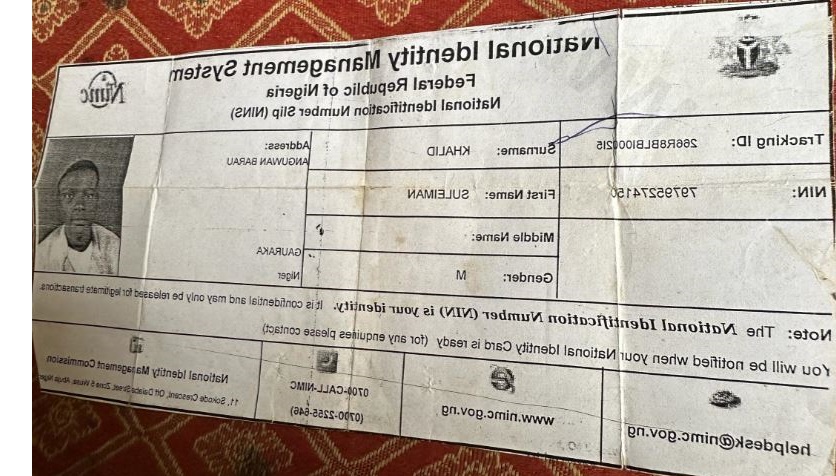 National Identity Management System
Federal Republic of Nigeria
National Identification Number Slip (NINS)
Nimc
Tracking ID:
Surname: KHALID
Address:
ANGUWAN BARAU
NIN:
First Name: SULEIMAN
Middle Name:
GAURAKA
Gender: M
Niger
Note: The National Identification Number (NIN) is your identity. It is confidential and may only be released for legitimate transactions.
You will be notified when your National Identity Card is ready (for any enquiries please contact)
helpdesk@nimc.gov.ng
www.nimc.gov.ng
0700-CALL-NIMC
(0700-2255-646)
National Identity Management Commission
11, Sokode Crescent, Off Dalaba Street, Zone 5 Wuse, Abuja